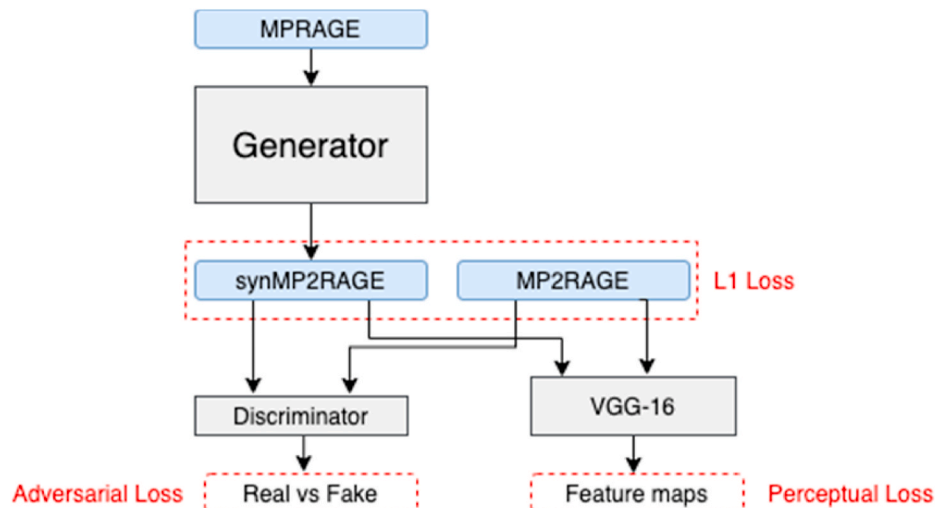 MPRAGE
Generator
synMP2RAGE
MP2RAGE
L1 Loss
Discriminator
VGG-16
Adversarial Loss
Real vs Fake
Feature maps
Perceptual Loss